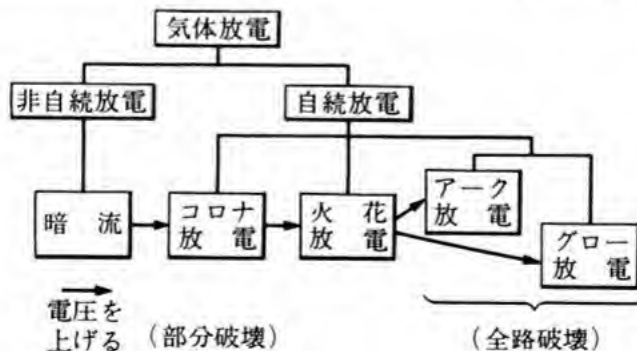 気体放電
非自続放電
自続放電
暗流
コロナ
放電
火花
放電
アーク
放電
グロー
放電
電圧を
上げる
(部分破壊)
(全路破壊)